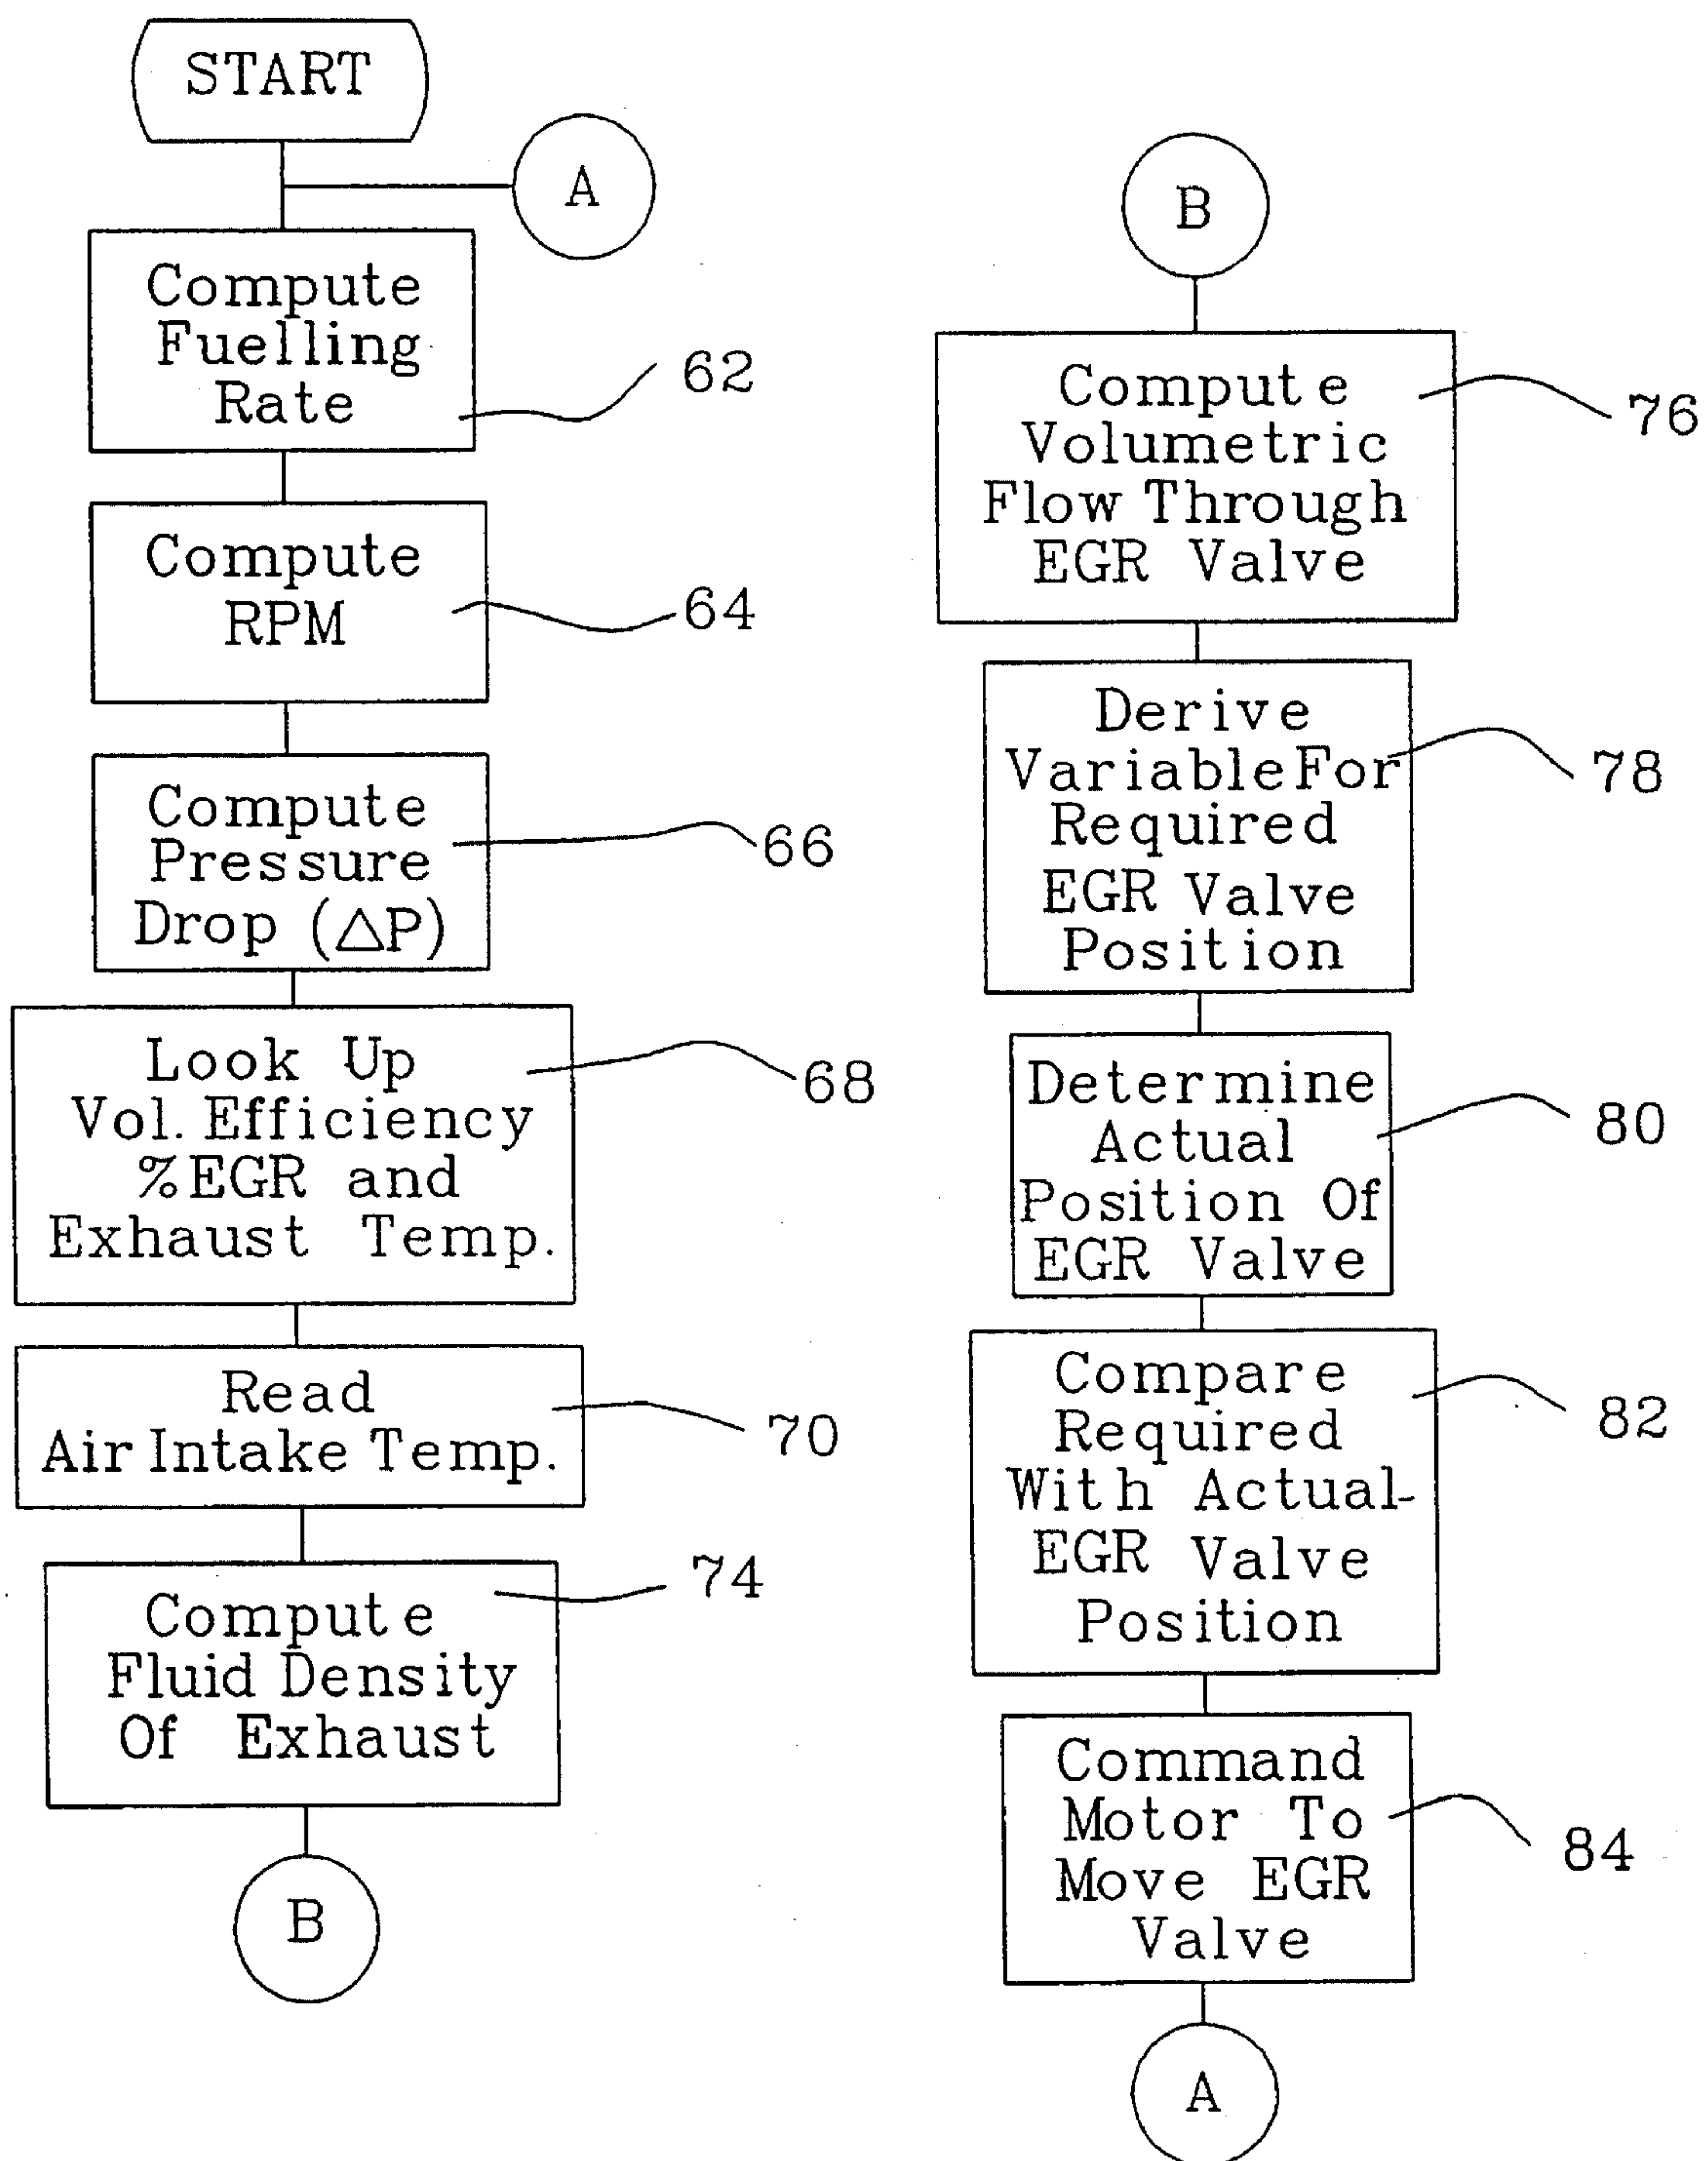 START
A
Compute
Fuelling
Rate
62
Compute
RPM
64
Compute
Pressure
Drop (△P)
66
Look Up
Vol. Efficiency
%EGR and
Exhaust Temp.
68
Read
Air Intake Temp.
70
Compute
Fluid Density
Of Exhaust
74
B
B
Compute
Volumetric
Flow Through
EGR Valve
76
Derive
Variable For
Required
EGR Valve
Position
78
Determine
Actual
Position Of
EGR Valve
80
Compare
Required
With Actual
EGR Valve
Position
82
Command
Motor To
Move EGR
Valve
84
A